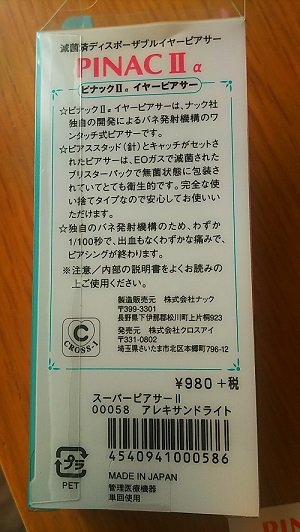 滅菌済ディスポーザブルイヤーピアサー
PINAC II α
ピナックⅡα イヤーピアサー
☆ピナックⅡα イヤーピアサーは、ナック社
独自の開発によるバネ発射機構のワ
ンタッチ式ピアサーです。
☆ピアススタッド(針)とキャッチがセットさ
れたピアサーは、EOガスで滅菌された
ブリスターパックで無菌状態に包装さ
れていてとても衛生的です。完全な使
い捨てタイプなので安心してお使いい
ただけます。
☆独自のバネ発射機構のため、わずか
1/100秒で、出血もなくわずかな痛みで、
ピアシングが終わります。
※注意/内部の説明書をよくお読みの
上ご使用ください。
製造販売元 株式会社ナック
〒399-3301
長野県下伊那郡松川町上片桐923
発売元 株式会社クロスアイ
〒331-0802
埼玉県さいたま市北区本郷町796-12
C
CROSS-i
¥980+税
スーパーピアサーⅡ
00058 アレキサンドライト
4540941000586
プラ
PET
MADE IN JAPAN
管理医療機器
単回使用